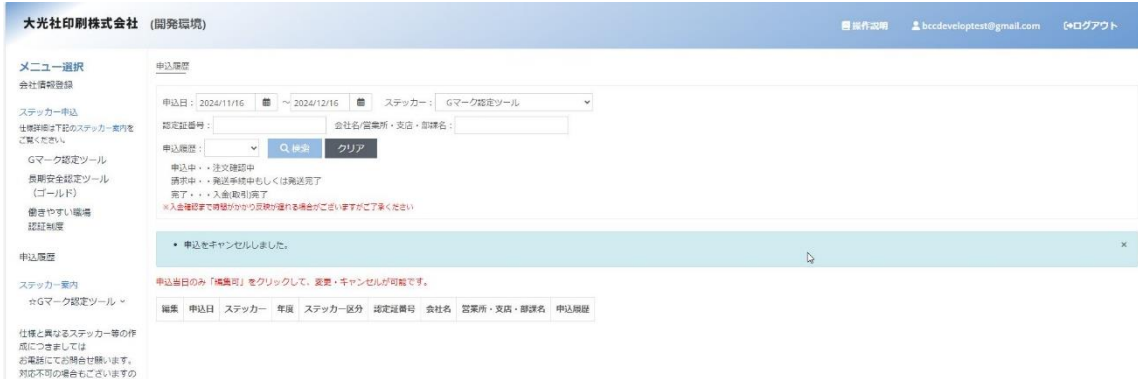 大光社印刷株式会社 (開発環境)
操作説明 bccdeveloptest@gmail.com ログアウト
メニュー選択
会社情報登録
ステッカー申込
仕様詳細は下記のステッカー案内を
ご覧ください。
Gマーク認定ツール
長期安全認定ツール
(ゴールド)
働きやすい職場
認証制度
申込履歴
ステッカー案内
☆Gマーク認定ツール
仕様と異なるステッカー等の作
成につきましては
お電話にてお問合せ願います。
対応不可の場合もございますの
申込履歴
申込日: 2024/11/16 ~ 2024/12/16 ステッカー: Gマーク認定ツール
認定証番号: 会社名/営業所・支店・部課名:
申込履歴: 検索 クリア
申込中・・注文確認中
請求中・・発送手続中もしくは発送完了
完了・・・入金(取引)完了
※入金確認まで時間がかかり反映が遅れる場合がございますがご了承ください
• 申込をキャンセルしました。 ×
申込当日のみ「編集可」をクリックして、変更・キャンセルが可能です。
編集 申込日 ステッカー 年度 ステッカー区分 認定証番号 会社名 営業所・支店・部課名 申込履歴